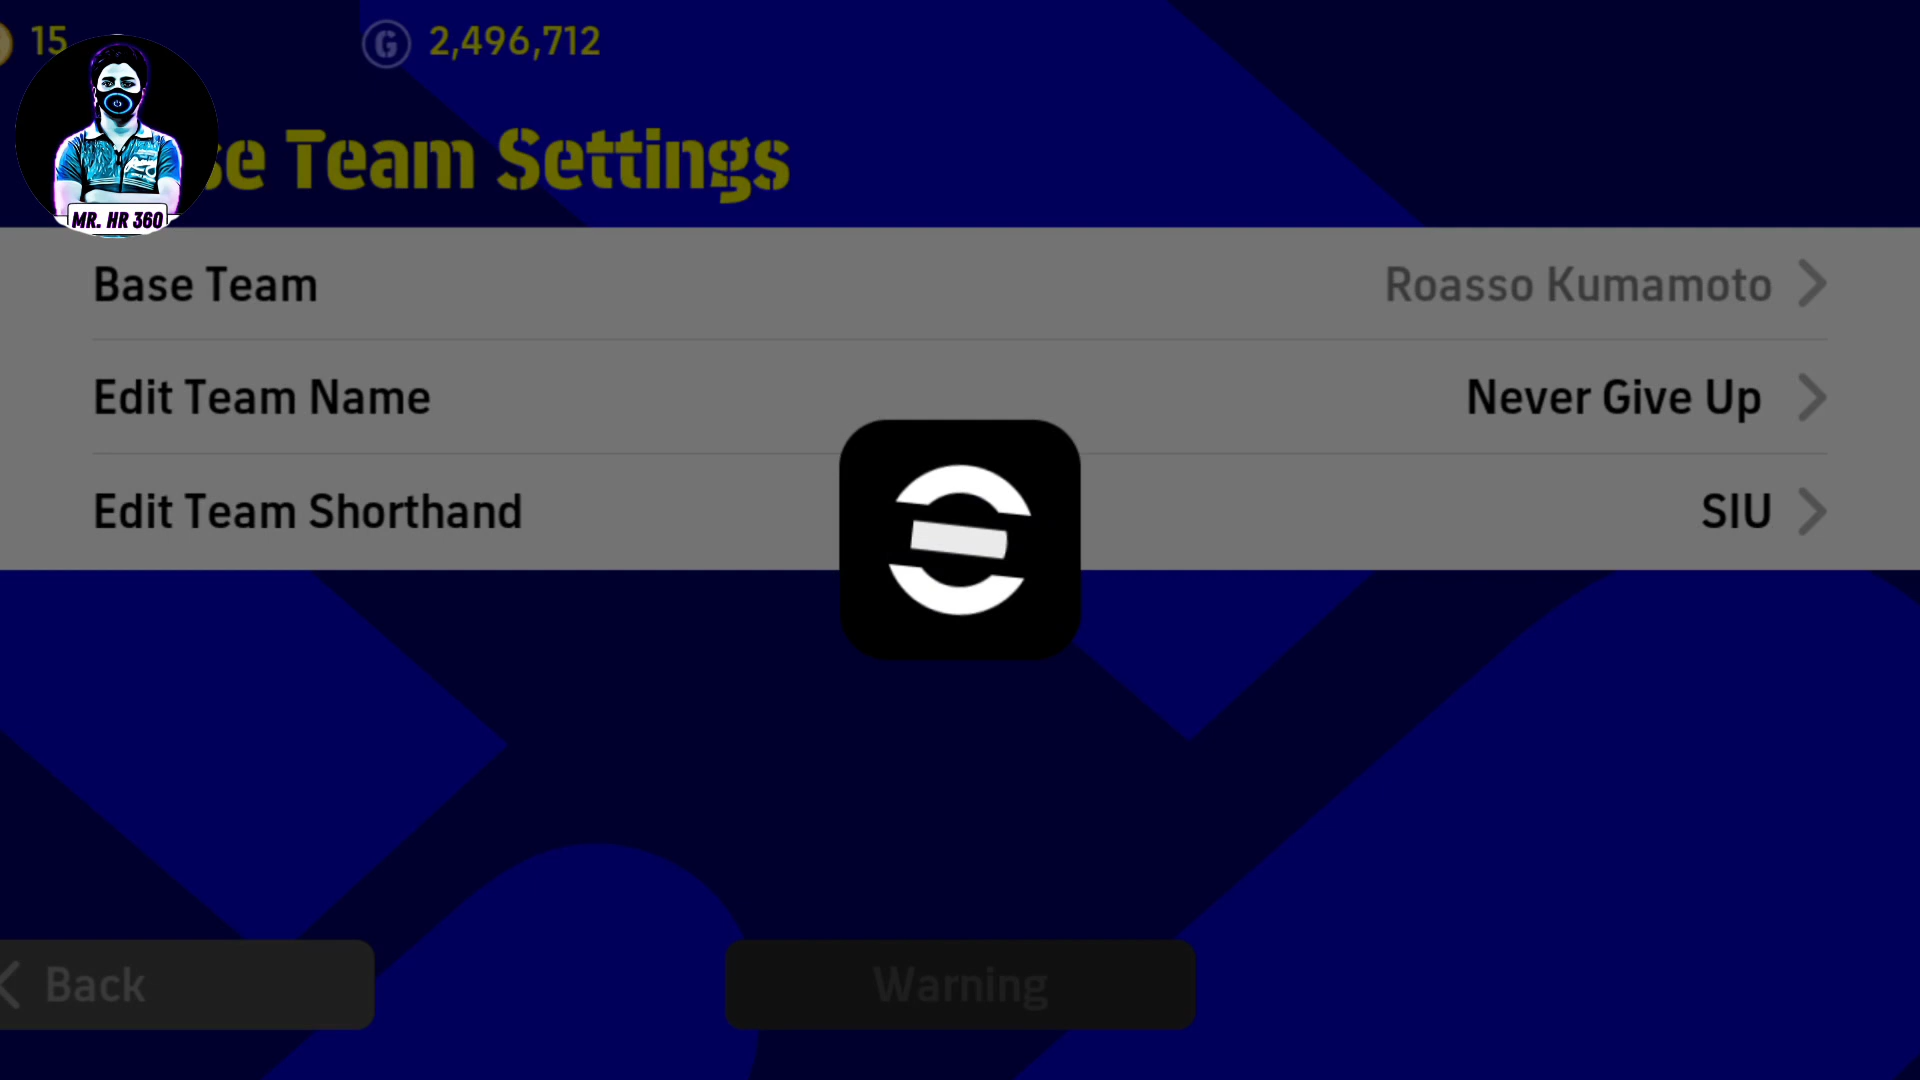 15
G 2,496,712
se Team Settings
Base Team Roasso Kumamoto
Edit Team Name Never Give Up
Edit Team Shorthand SIU
Back
Warning
MR. HR 360